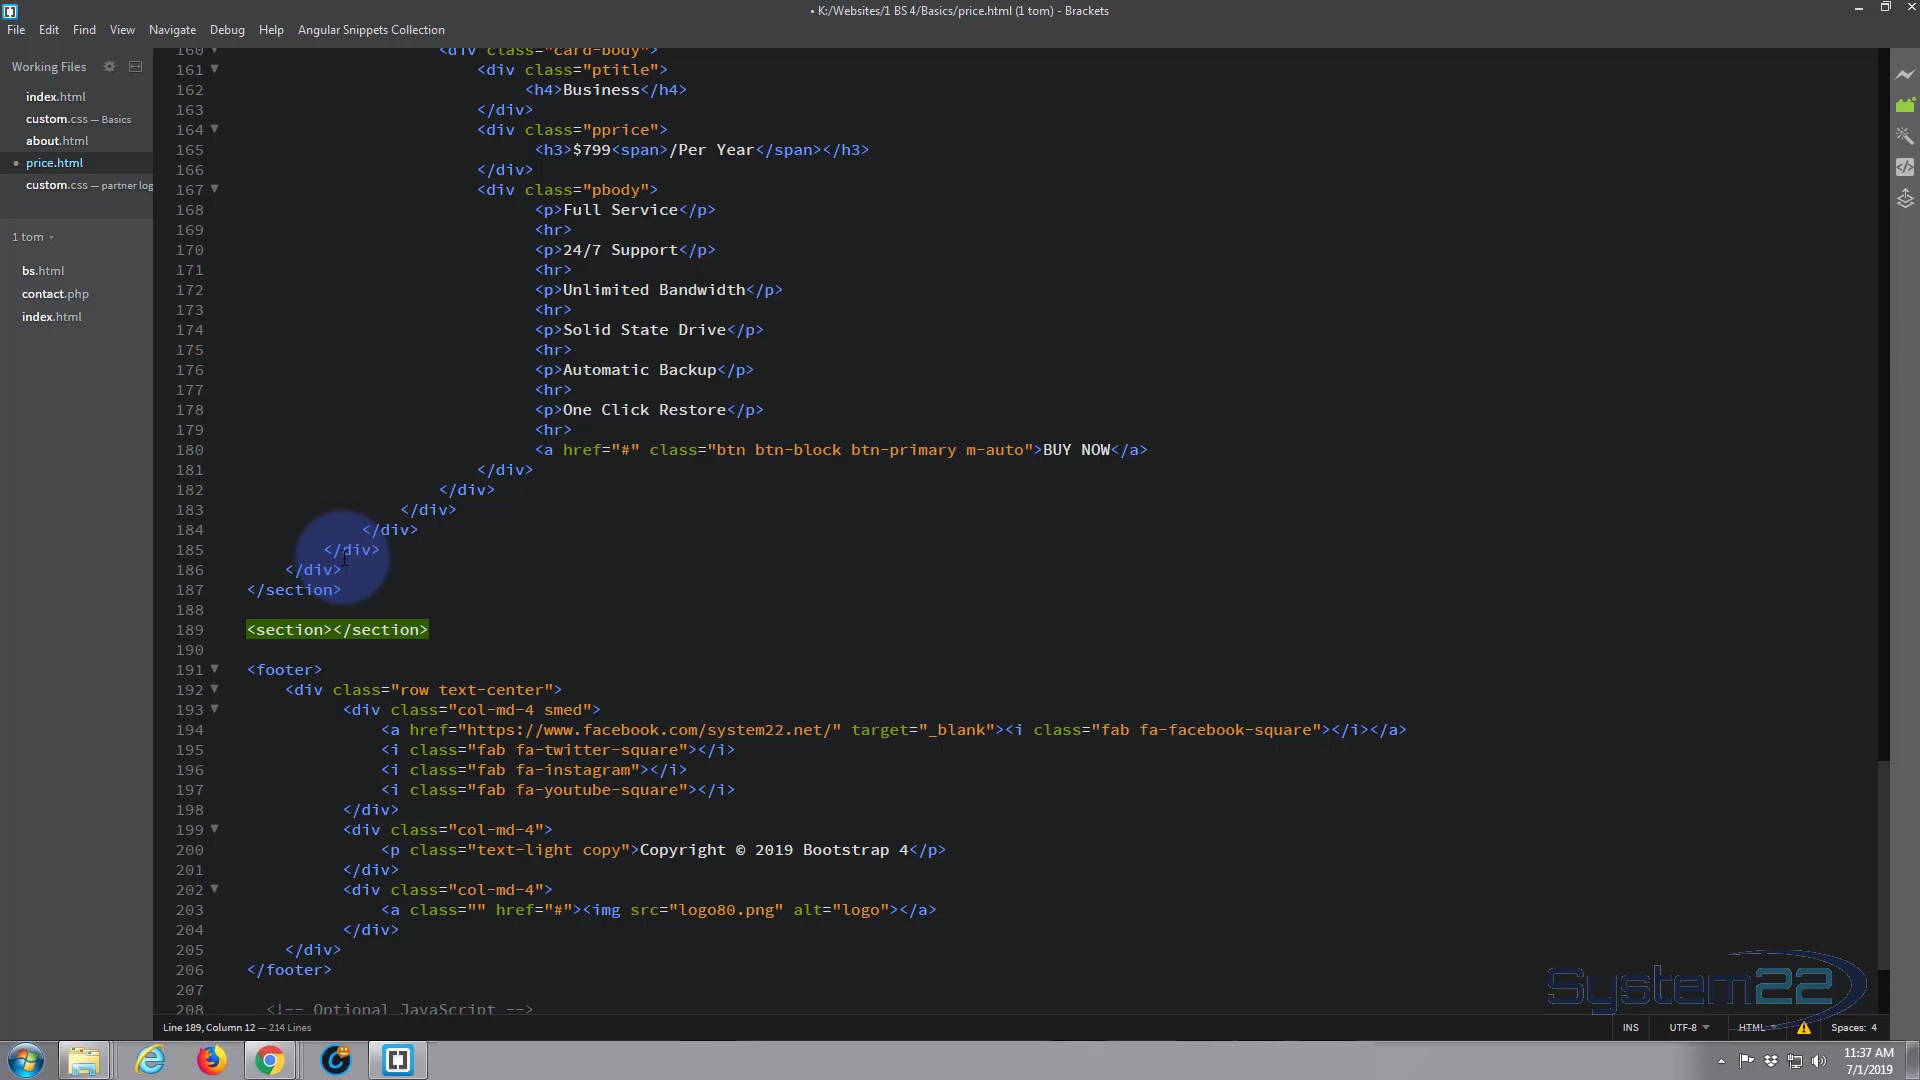 • K:/Websites/1 BS 4/Basics/price.html (1 tom) - Brackets
File Edit Find View Navigate Debug Help Angular Snippets Collection
Working Files
index.html
custom.css — Basics
about.html
• price.html
custom.css — partner log
1 tom
bs.html
contact.php
index.html
160 <div class="card-body">
161 <div class="ptitle">
162 <h4>Business</h4>
163 </div>
164 <div class="pprice">
165 <h3>$799<span>/Per Year</span></h3>
166 </div>
167 <div class="pbody">
168 <p>Full Service</p>
169 <hr>
170 <p>24/7 Support</p>
171 <hr>
172 <p>Unlimited Bandwidth</p>
173 <hr>
174 <p>Solid State Drive</p>
175 <hr>
176 <p>Automatic Backup</p>
177 <hr>
178 <p>One Click Restore</p>
179 <hr>
180 <a href="#" class="btn btn-block btn-primary m-auto">BUY NOW</a>
181 </div>
182 </div>
183 </div>
184 </div>
185 </div>
186 </div>
187 </section>
188
189 <section></section>
190
191 <footer>
192 <div class="row text-center">
193 <div class="col-md-4 smed">
194 <a href="https://www.facebook.com/system22.net/" target="_blank"><i class="fab fa-facebook-square"></i></a>
195 <i class="fab fa-twitter-square"></i>
196 <i class="fab fa-instagram"></i>
197 <i class="fab fa-youtube-square"></i>
198 </div>
199 <div class="col-md-4">
200 <p class="text-light copy">Copyright © 2019 Bootstrap 4</p>
201 </div>
202 <div class="col-md-4">
203 <a class="" href="#"><img src="logo80.png" alt="logo"></a>
204 </div>
205 </div>
206 </footer>
207
208 <!-- Optional JavaScript -->
System22
Line 189, Column 12 — 214 Lines
INS UTF-8 HTML Spaces: 4
11:37 AM
7/1/2019